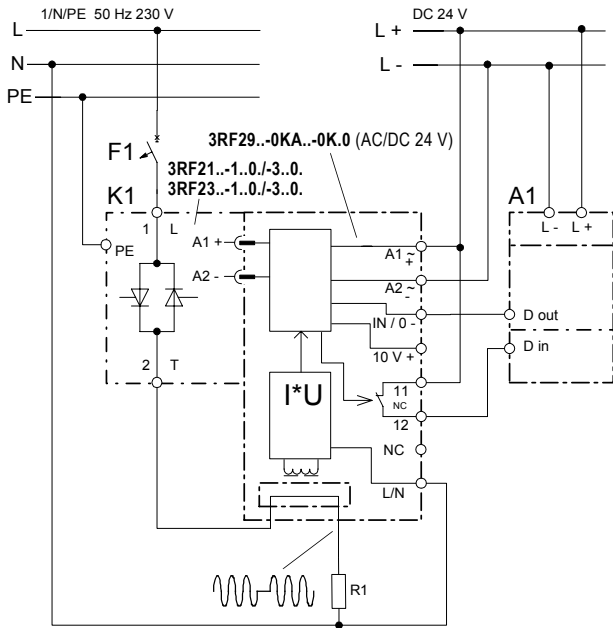 1/N/PE 50 Hz 230 V
DC 24 V
L
L +
N
L -
PE
3RF29..-0KA..-0K.0 (AC/DC 24 V)
F1
3RF21..-1..0./-3..0.
3RF23..-1..0./-3..0.
K1
A1
1 L
L - L +
A1 +
PE
A1 ~
+
A2 -
A2 ~
-
IN / 0 -
D out
10 V +
D in
2 T
11
I*U
NC
12
NC
L/N
R1